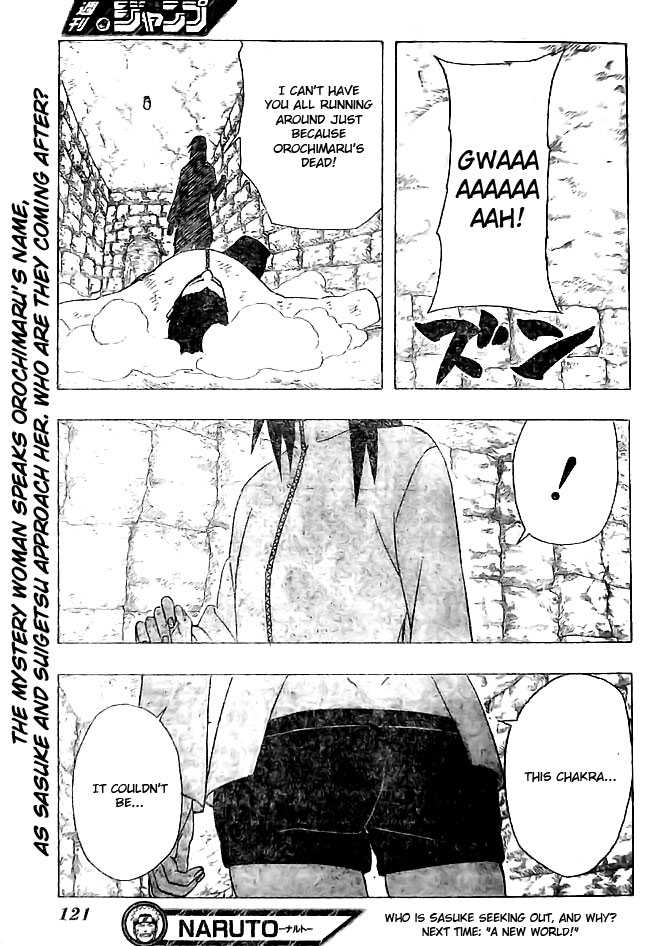 週刊
ジャンプ
GWAAA
AAAAAA
AAH!
ズン
I CAN'T HAVE
YOU ALL RUNNING
AROUND JUST
BECAUSE
OROCHIMARU'S
DEAD!
!
THIS CHAKRA...
IT COULDN'T
BE...
THE MYSTERY WOMAN SPEAKS OROCHIMARU'S NAME,
AS SASUKE AND SUIGETSU APPROACH HER. WHO ARE THEY COMING AFTER?
121
NARUTO ーナルトー
WHO IS SASUKE SEEKING OUT, AND WHY?
NEXT TIME: "A NEW WORLD!"